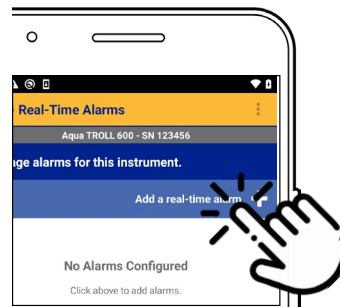 Real-Time Alarms
Aqua TROLL 600 - SN 123456
ge alarms for this instrument.
Add a real-time alarm
No Alarms Configured
Click above to add alarms.